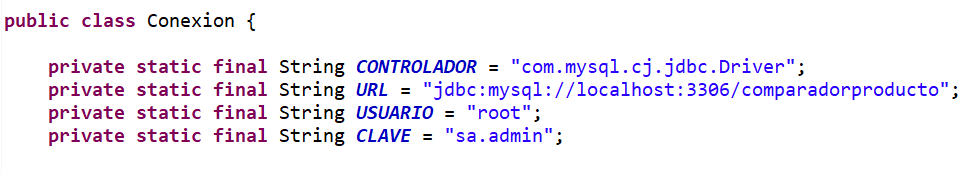 public class Conexion {
private static final String CONTROLADOR = "com.mysql.cj.jdbc.Driver";
private static final String URL = "jdbc:mysql://localhost:3306/comparadorproducto";
private static final String USUARIO = "root";
private static final String CLAVE = "sa.admin";